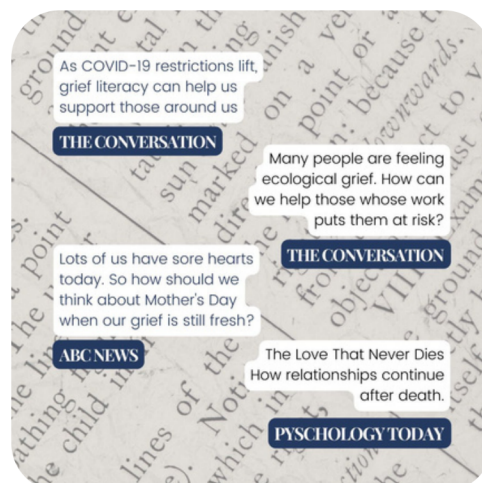 As COVID-19 restrictions lift,
grief literacy can help us
support those around us
THE CONVERSATION
Many people are feeling
ecological grief. How can
we help those whose work
puts them at risk?
THE CONVERSATION
Lots of us have sore hearts
today. So how should we
think about Mother's Day
when our grief is still fresh?
ABC NEWS
The Love That Never Dies
How relationships continue
after death.
PYSCHOLOGY TODAY